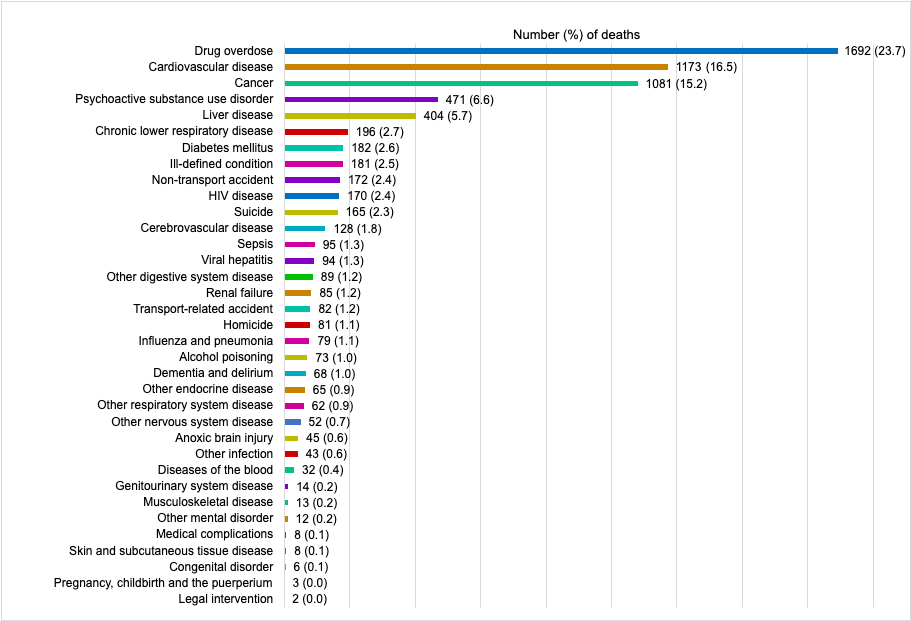 Number (%) of deaths
Drug overdose 1692 (23.7)
Cardiovascular disease 1173 (16.5)
Cancer 1081 (15.2)
Psychoactive substance use disorder 471 (6.6)
Liver disease 404 (5.7)
Chronic lower respiratory disease 196 (2.7)
Diabetes mellitus 182 (2.6)
Ill-defined condition 181 (2.5)
Non-transport accident 172 (2.4)
HIV disease 170 (2.4)
Suicide 165 (2.3)
Cerebrovascular disease 128 (1.8)
Sepsis 95 (1.3)
Viral hepatitis 94 (1.3)
Other digestive system disease 89 (1.2)
Renal failure 85 (1.2)
Transport-related accident 82 (1.2)
Homicide 81 (1.1)
Influenza and pneumonia 79 (1.1)
Alcohol poisoning 73 (1.0)
Dementia and delirium 68 (1.0)
Other endocrine disease 65 (0.9)
Other respiratory system disease 62 (0.9)
Other nervous system disease 52 (0.7)
Anoxic brain injury 45 (0.6)
Other infection 43 (0.6)
Diseases of the blood 32 (0.4)
Genitourinary system disease 14 (0.2)
Musculoskeletal disease 13 (0.2)
Other mental disorder 12 (0.2)
Medical complications 8 (0.1)
Skin and subcutaneous tissue disease 8 (0.1)
Congenital disorder 6 (0.1)
Pregnancy, childbirth and the puerperium 3 (0.0)
Legal intervention 2 (0.0)